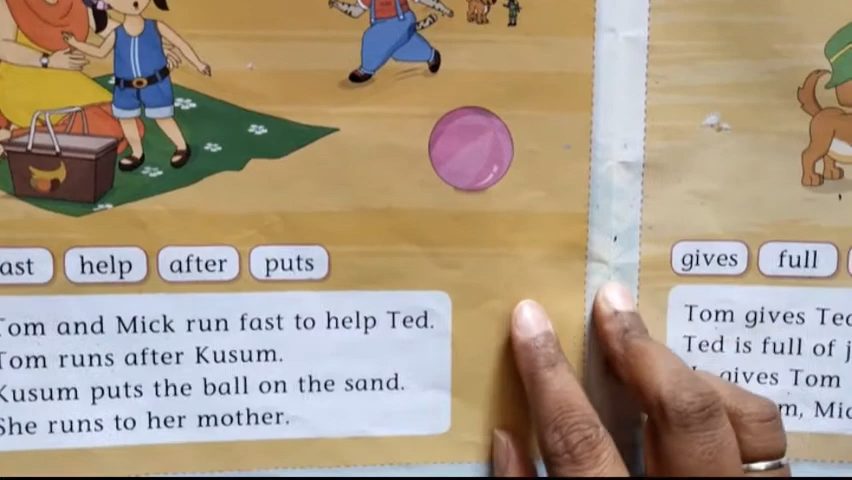 ast help after puts
Tom and Mick run fast to help Ted.
Tom runs after Kusum.
Kusum puts the ball on the sand.
She runs to her mother.
gives full
Tom gives Ted
Ted is full of j
gives Tom
m, Mic